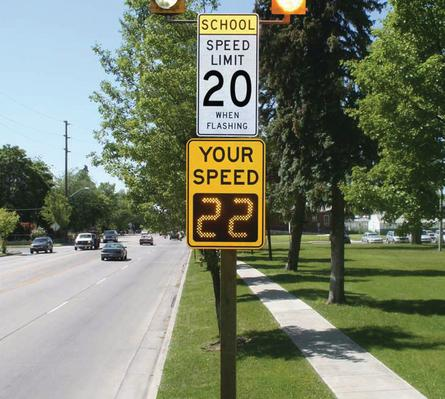 SCHOOL
SPEED
LIMIT
20
WHEN
FLASHING
YOUR
SPEED
22